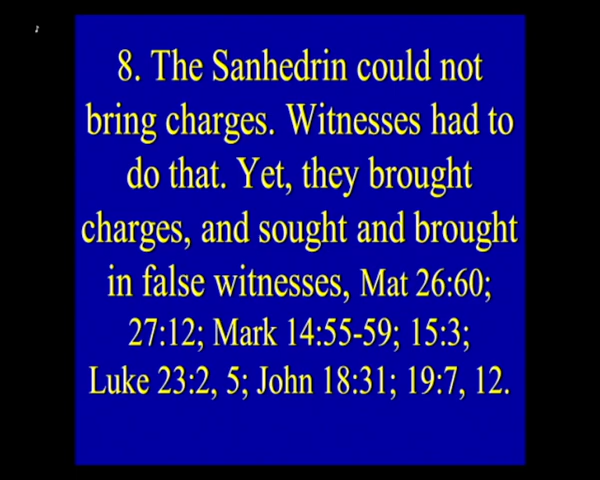 8. The Sanhedrin could not
bring charges. Witnesses had to
do that. Yet, they brought
charges, and sought and brought
in false witnesses, Mat 26:60;
27:12; Mark 14:55-59; 15:3;
Luke 23:2, 5; John 18:31; 19:7, 12.